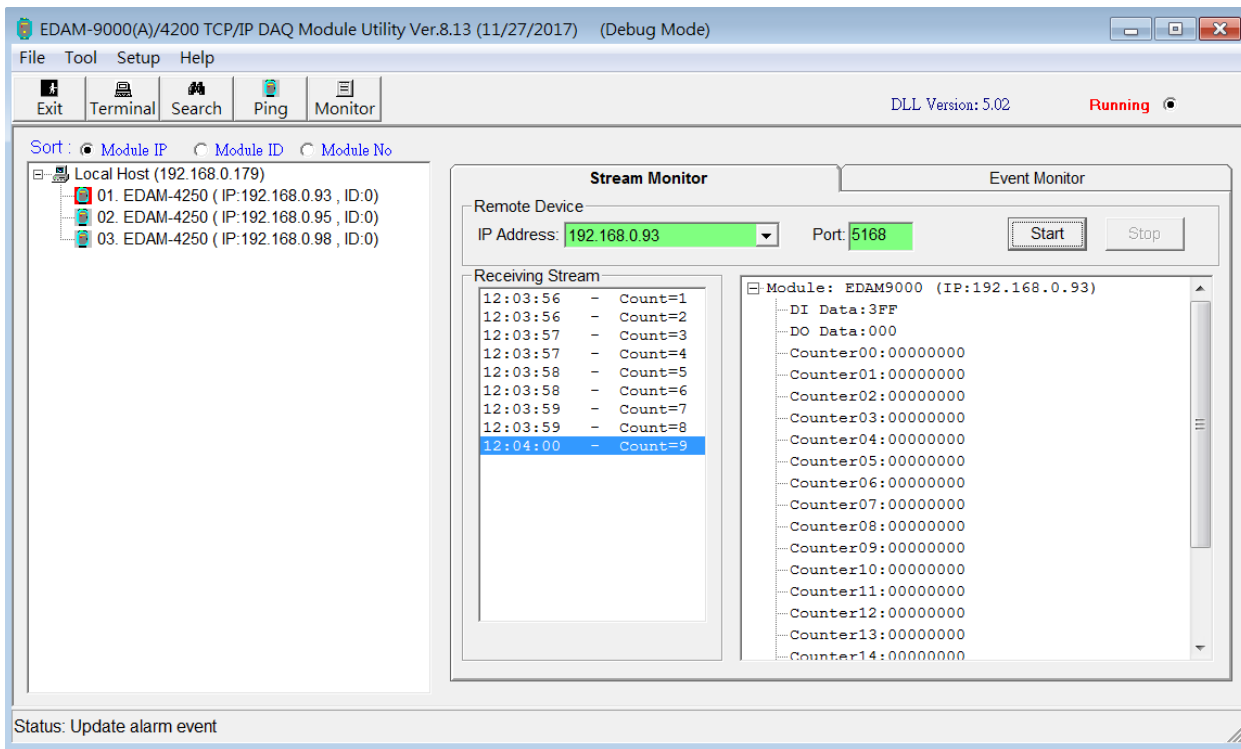 EDAM-9000(A)/4200 TCP/IP DAQ Module Utility Ver.8.13 (11/27/2017) (Debug Mode)
File Tool Setup Help
Exit Terminal Search Ping Monitor
DLL Version: 5.02 Running
Sort : Module IP Module ID Module No
Local Host (192.168.0.179)
01. EDAM-4250 ( IP:192.168.0.93 , ID:0)
02. EDAM-4250 ( IP:192.168.0.95 , ID:0)
03. EDAM-4250 ( IP:192.168.0.98 , ID:0)
Stream Monitor Event Monitor
Remote Device
IP Address: 192.168.0.93 Port: 5168 Start Stop
Receiving Stream
12:03:56 - Count=1
12:03:56 - Count=2
12:03:57 - Count=3
12:03:57 - Count=4
12:03:58 - Count=5
12:03:58 - Count=6
12:03:59 - Count=7
12:03:59 - Count=8
12:04:00 - Count=9
Module: EDAM9000 (IP:192.168.0.93)
DI Data:3FF
DO Data:000
Counter00:00000000
Counter01:00000000
Counter02:00000000
Counter03:00000000
Counter04:00000000
Counter05:00000000
Counter06:00000000
Counter07:00000000
Counter08:00000000
Counter09:00000000
Counter10:00000000
Counter11:00000000
Counter12:00000000
Counter13:00000000
Counter14:00000000
Status: Update alarm event